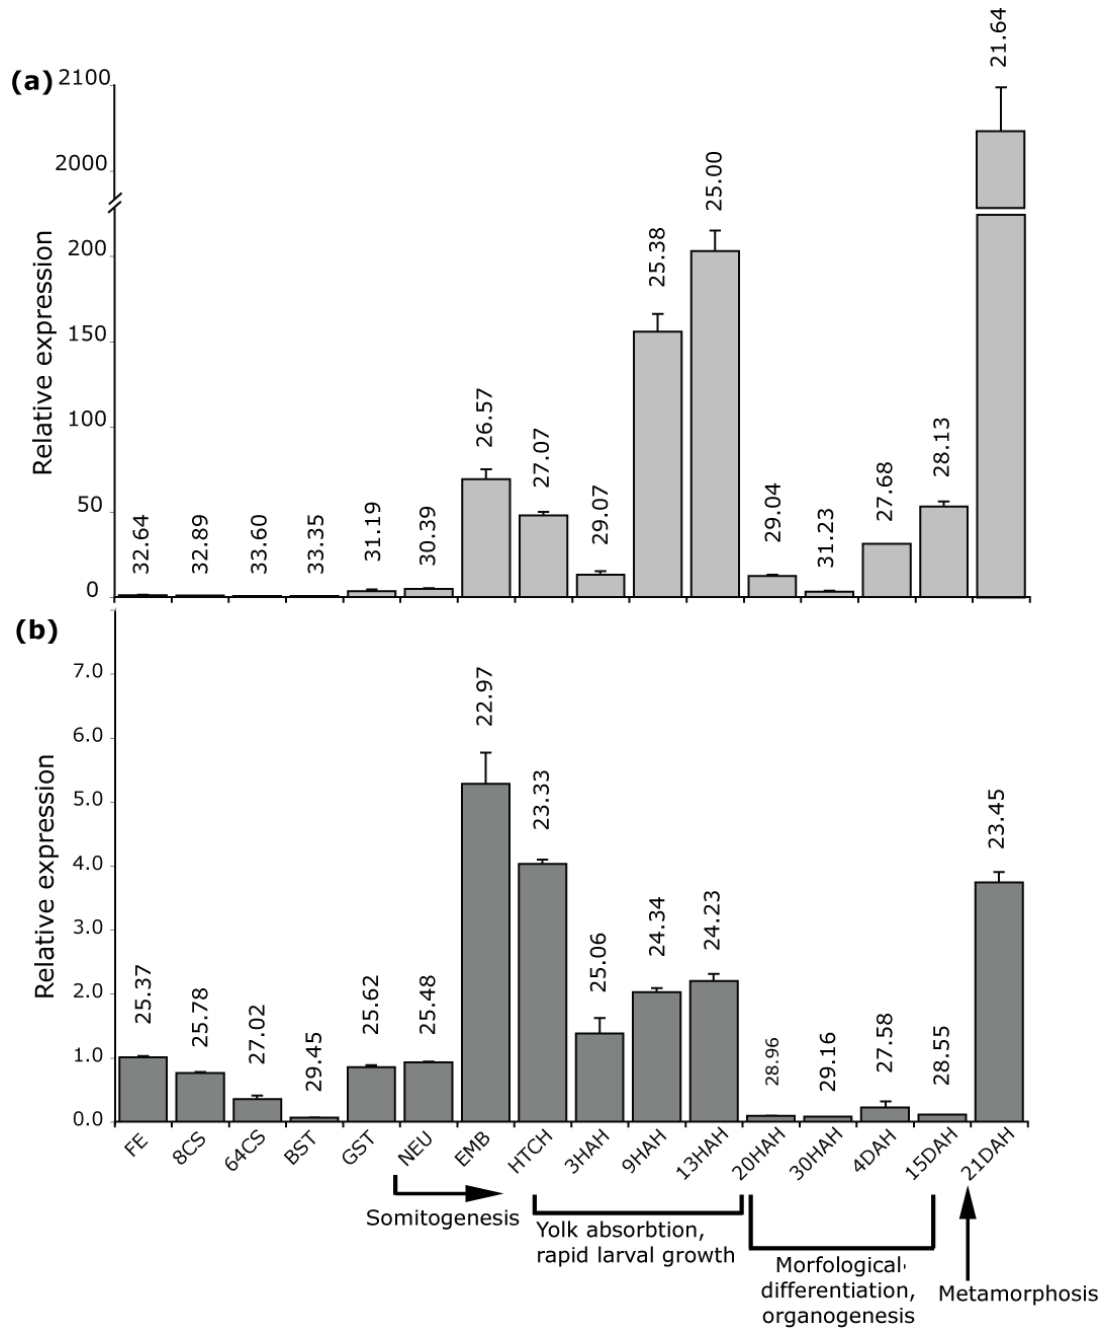 (a)
2100
2000
200
150
100
50
0
Relative expression
32.64
32.89
33.60
33.35
31.19
30.39
26.57
27.07
29.07
25.38
25.00
29.04
31.23
27.68
28.13
21.64
(b)
7.0
6.0
5.0
4.0
3.0
2.0
1.0
0.0
Relative expression
25.37
25.78
27.02
29.45
25.62
25.48
22.97
23.33
25.06
24.34
24.23
28.96
29.16
27.58
28.55
23.45
FE
8CS
64CS
BST
GST
NEU
EMB
HTCH
3HAH
9HAH
13HAH
20HAH
30HAH
4DAH
15DAH
21DAH
Somitogenesis
Yolk absorbtion,
rapid larval growth
Morfological
differentiation,
organogenesis
Metamorphosis